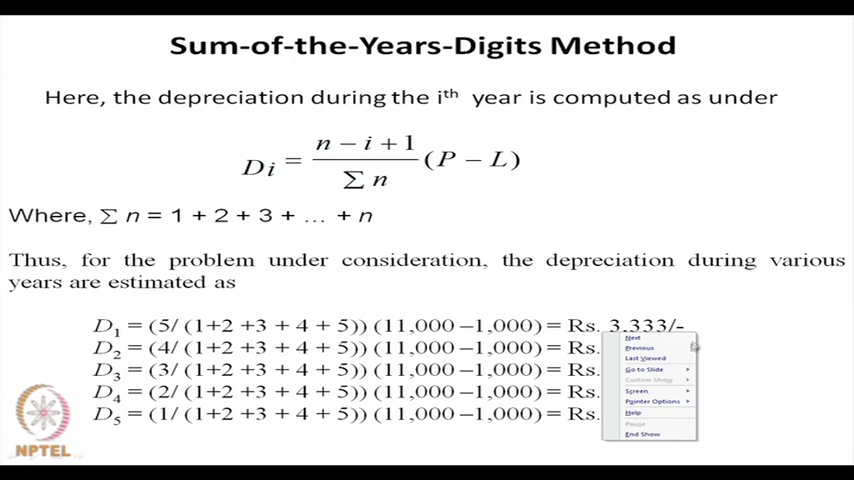 Sum-of-the-Years-Digits Method
Here, the depreciation during the iᵗʰ year is computed as under
Di = (n − i + 1) / (∑ n) (P − L)
Where, ∑ n = 1 + 2 + 3 + … + n
Thus, for the problem under consideration, the depreciation during various
years are estimated as
D₁ = (5/ (1+2 +3 + 4 + 5)) (11,000 –1,000) = Rs. 3,333/-
D₂ = (4/ (1+2 +3 + 4 + 5)) (11,000 –1,000) = Rs.
D₃ = (3/ (1+2 +3 + 4 + 5)) (11,000 –1,000) = Rs.
D₄ = (2/ (1+2 +3 + 4 + 5)) (11,000 –1,000) = Rs.
D₅ = (1/ (1+2 +3 + 4 + 5)) (11,000 –1,000) = Rs.
Next
Previous
Last Viewed
Go to Slide
Custom Show
Screen
Pointer Options
Help
Pause
End Show
NPTEL